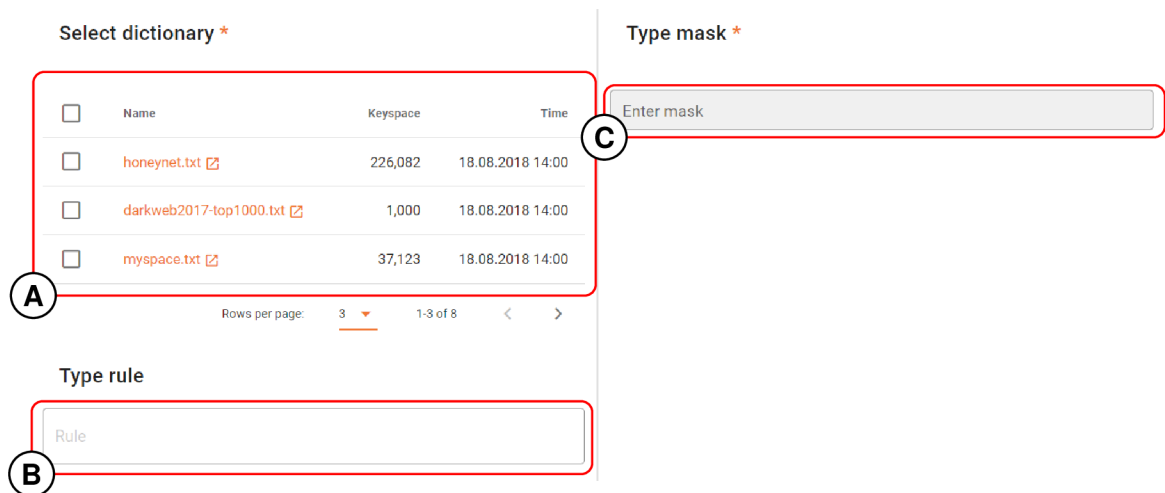 Select dictionary *
Name Keyspace Time
honeynet.txt 226,082 18.08.2018 14:00
darkweb2017-top1000.txt 1,000 18.08.2018 14:00
myspace.txt 37,123 18.08.2018 14:00
A
Rows per page: 3 1-3 of 8
Type rule
Rule
B
Type mask *
Enter mask
C